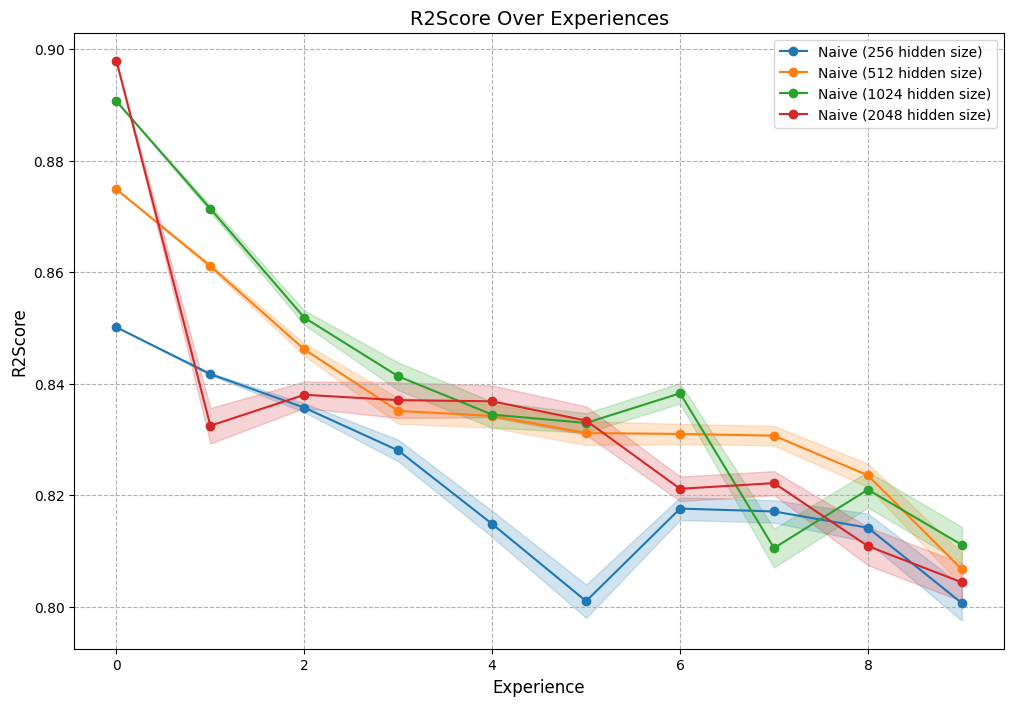 R2Score Over Experiences
Naive (256 hidden size)
Naive (512 hidden size)
Naive (1024 hidden size)
Naive (2048 hidden size)
R2Score
0.90
0.88
0.86
0.84
0.82
0.80
0 2 4 6 8
Experience